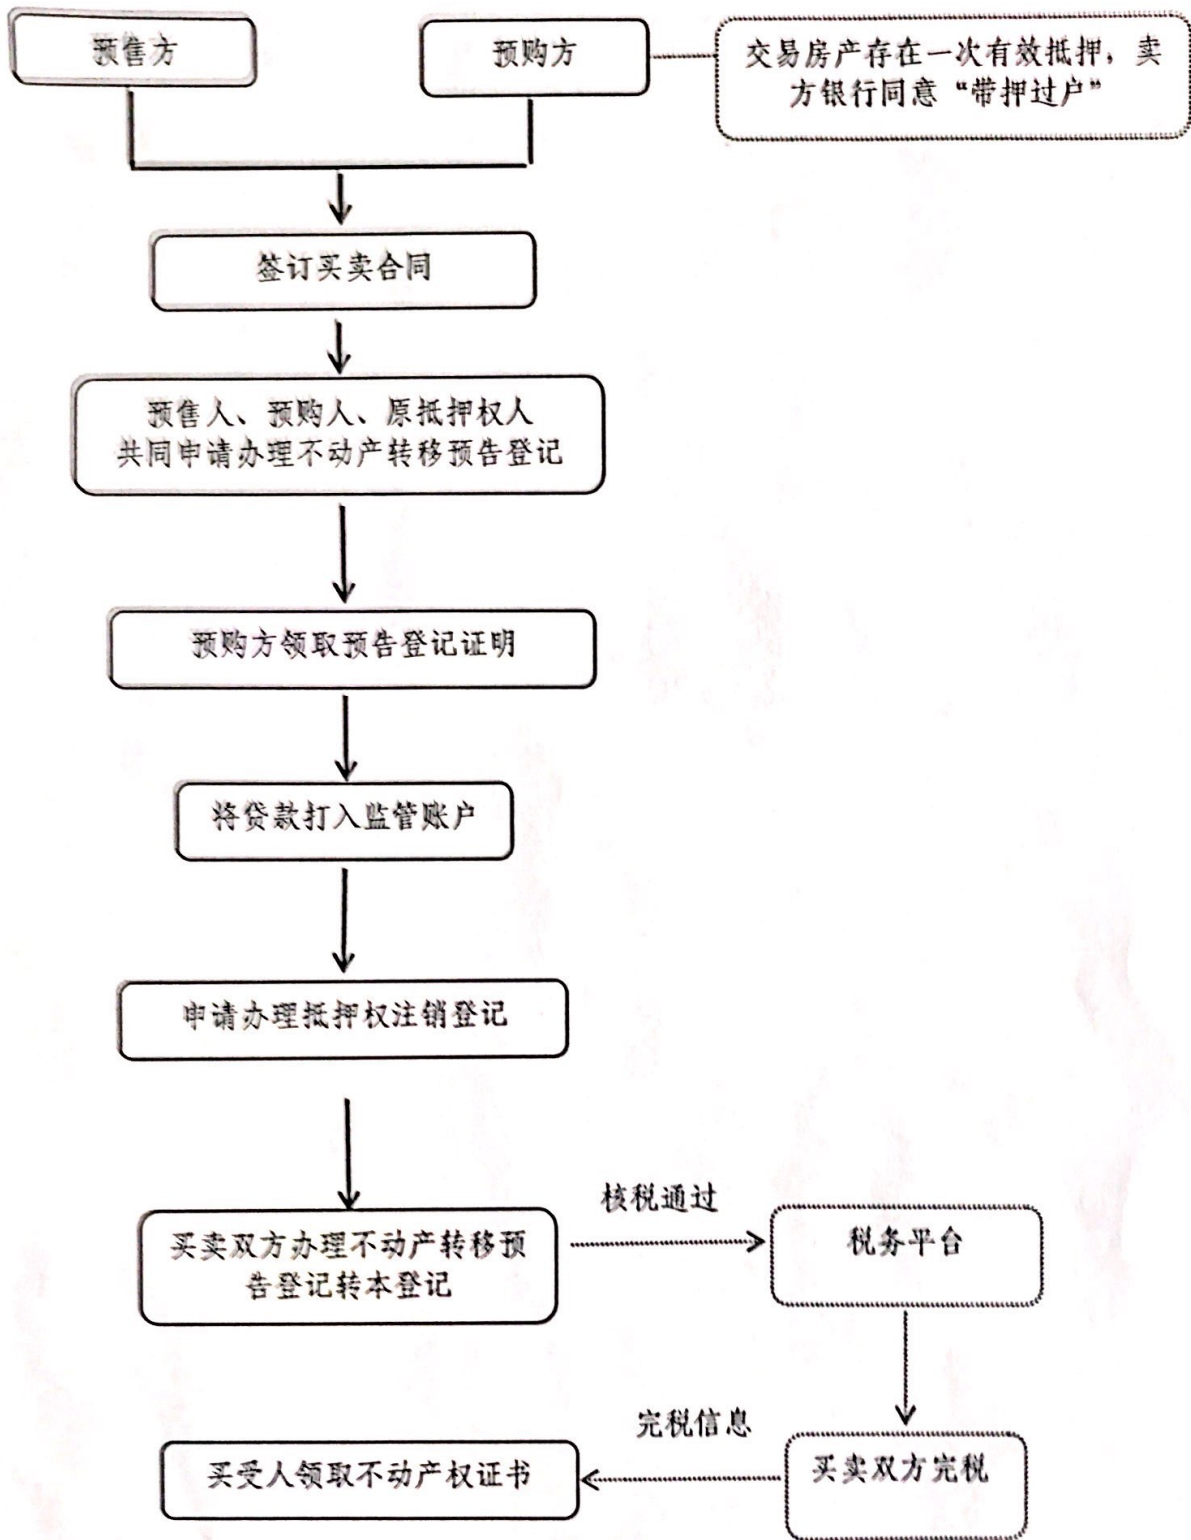 预售方
预购方
交易房产存在一次有效抵押，卖
方银行同意“带押过户”
签订买卖合同
预售人、预购人、原抵押权人
共同申请办理不动产转移预告登记
预购方领取预告登记证明
将贷款打入监管账户
申请办理抵押权注销登记
买卖双方办理不动产转移预
告登记转本登记
核税通过
税务平台
完税信息
买卖双方完税
买受人领取不动产权证书